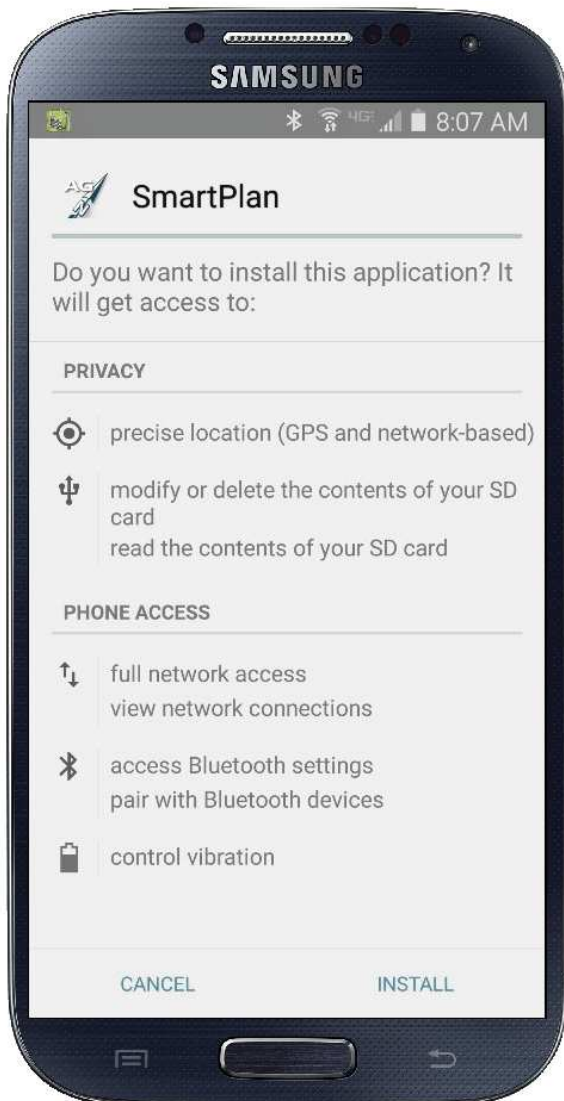 SAMSUNG
4G 8:07 AM
AG
N
SmartPlan
Do you want to install this application? It
will get access to:
PRIVACY
precise location (GPS and network-based)
modify or delete the contents of your SD
card
read the contents of your SD card
PHONE ACCESS
full network access
view network connections
access Bluetooth settings
pair with Bluetooth devices
control vibration
CANCEL
INSTALL